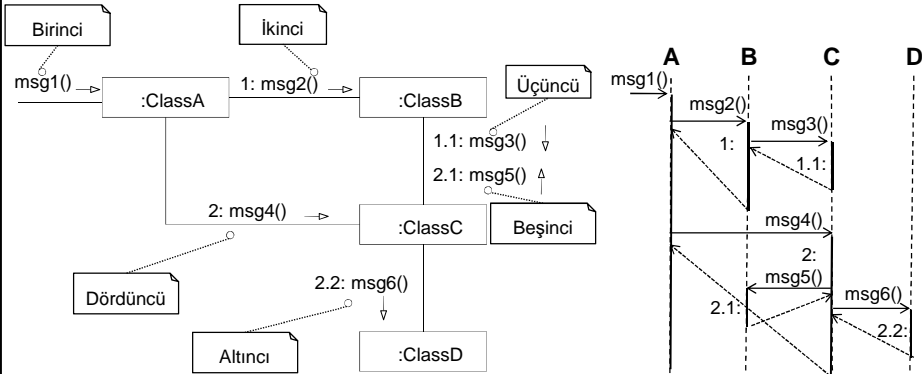 Birinci
İkinci
msg1()
:ClassA
1: msg2()
:ClassB
Üçüncü
1.1: msg3()
2.1: msg5()
Beşinci
2: msg4()
:ClassC
Dördüncü
2.2: msg6()
Altıncı
:ClassD
A B C D
msg1()
msg2()
msg3()
1:
1.1:
msg4()
2:
msg5()
msg6()
2.1:
2.2: